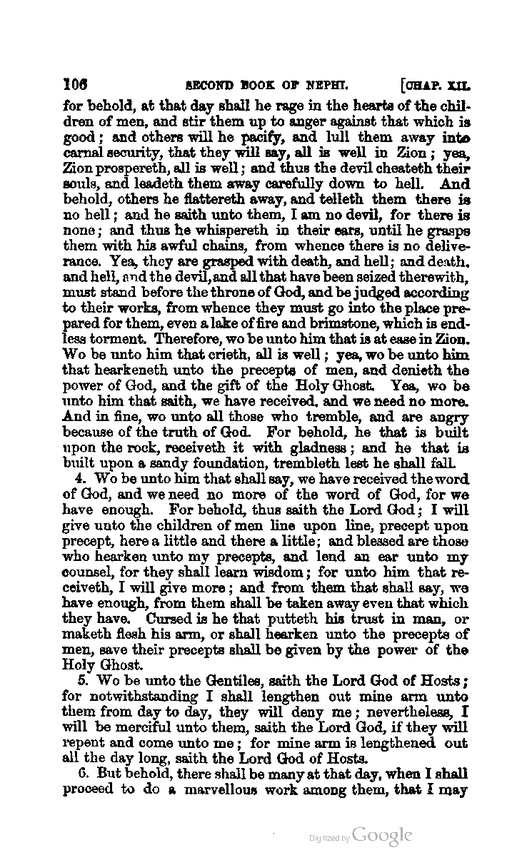 106 SECOND BOOK OF NEPHI. [CHAP. XII.
for behold, at that day shall he rage in the hearts of the chil-
dren of men, and stir them up to anger against that which is
good; and others will he pacify, and lull them away into
carnal security, that they will say, all is well in Zion; yea,
Zion prospereth, all is well; and thus the devil cheateth their
souls, and leadeth them away carefully down to hell. And
behold, others he flattereth away, and telleth them there is
no hell; and he saith unto them, I am no devil, for there is
none; and thus he whispereth in their ears, until he grasps
them with his awful chains, from whence there is no delive-
rance. Yea, they are grasped with death, and hell; and death,
and hell, and the devil, and all that have been seized therewith,
must stand before the throne of God, and be judged according
to their works, from whence they must go into the place pre-
pared for them, even a lake of fire and brimstone, which is end-
less torment. Therefore, wo be unto him that is at ease in Zion.
Wo be unto him that crieth, all is well; yea, wo be unto him
that hearkeneth unto the precepts of men, and denieth the
power of God, and the gift of the Holy Ghost. Yea, wo be
unto him that saith, we have received, and we need no more.
And in fine, wo unto all those who tremble, and are angry
because of the truth of God. For behold, he that is built
upon the rock, receiveth it with gladness; and he that is
built upon a sandy foundation, trembleth lest he shall fall.
4. Wo be unto him that shall say, we have received the word
of God, and we need no more of the word of God, for we
have enough. For behold, thus saith the Lord God; I will
give unto the children of men line upon line, precept upon
precept, here a little and there a little; and blessed are those
who hearken unto my precepts, and lend an ear unto my
counsel, for they shall learn wisdom; for unto him that re-
ceiveth, I will give more; and from them that shall say, we
have enough, from them shall be taken away even that which
they have. Cursed is he that putteth his trust in man, or
maketh flesh his arm, or shall hearken unto the precepts of
men, save their precepts shall be given by the power of the
Holy Ghost.
5. Wo be unto the Gentiles, saith the Lord God of Hosts;
for notwithstanding I shall lengthen out mine arm unto
them from day to day, they will deny me; nevertheless, I
will be merciful unto them, saith the Lord God, if they will
repent and come unto me; for mine arm is lengthened out
all the day long, saith the Lord God of Hosts.
6. But behold, there shall be many at that day, when I shall
proceed to do a marvellous work among them, that I may
Digitized by Google